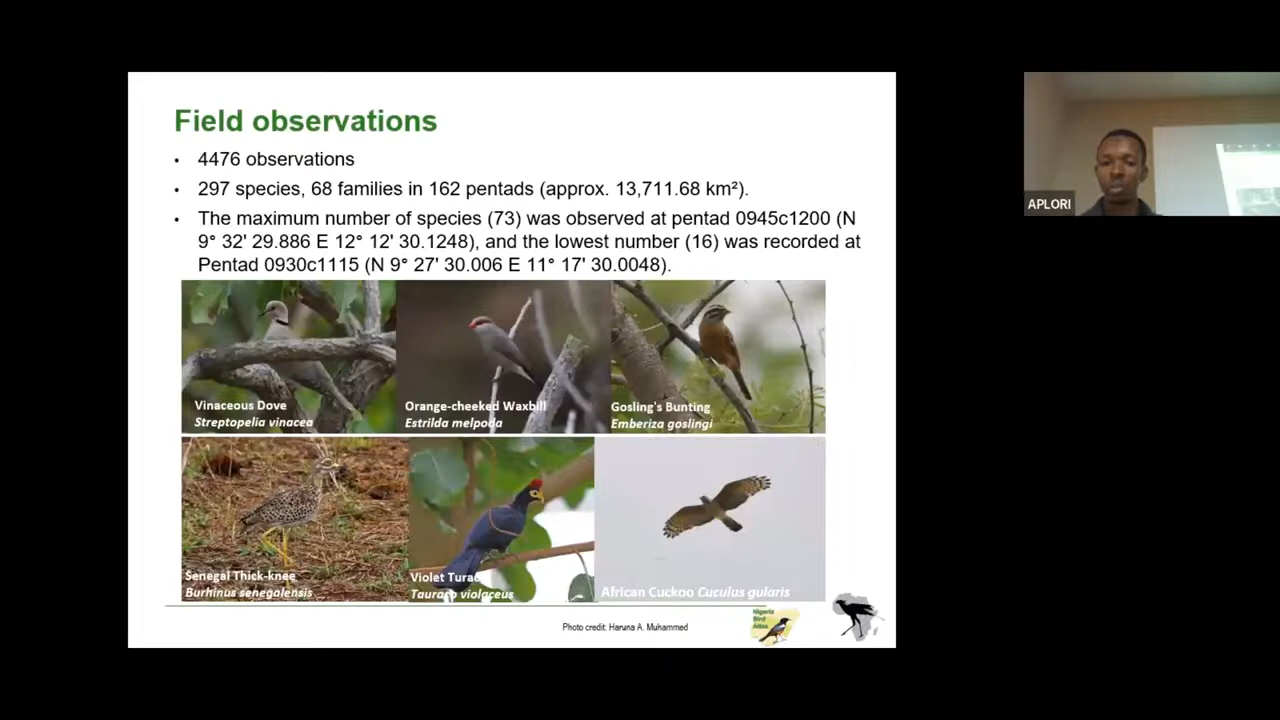 Field observations
• 4476 observations
• 297 species, 68 families in 162 pentads (approx. 13,711.68 km²).
• The maximum number of species (73) was observed at pentad 0945c1200 (N
9° 32' 29.886 E 12° 12' 30.1248), and the lowest number (16) was recorded at
Pentad 0930c1115 (N 9° 27' 30.006 E 11° 17' 30.0048).
APLORI
Vinaceous Dove
Streptopelia vinacea
Orange-cheeked Waxbill
Estrilda melpoda
Gosling's Bunting
Emberiza goslingi
Senegal Thick-knee
Burhinus senegalensis
Violet Turaco
Tauraco violaceus
African Cuckoo Cuculus gularis
Photo credit: Haruna A. Muhammed
Nigeria
Bird
Atlas